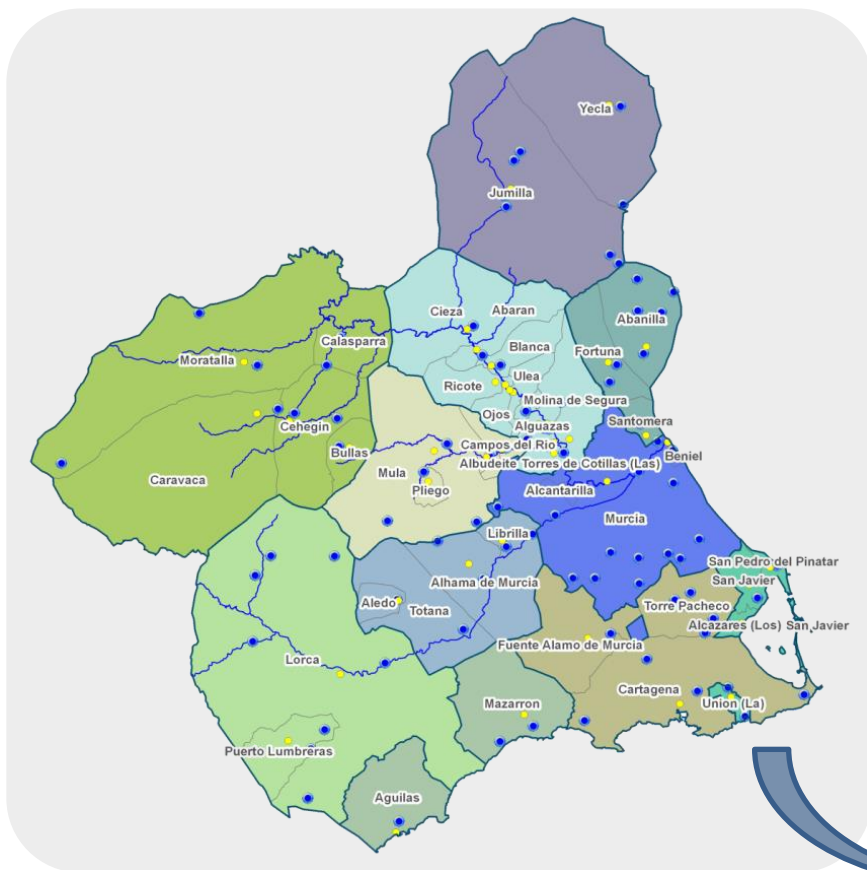 Yecla
Jumilla
Cieza
Abaran
Abanilla
Calasparra
Blanca
Fortuna
Moratalla
Ulea
Ricote
Molina de Segura
Ojos
Alguazas
Santomera
Cehegin
Campos del Rio
Beniel
Bullas
Albudeite
Torres de Cotillas (Las)
Mula
Caravaca
Alcantarilla
Pliego
Murcia
Librilla
San Pedro del Pinatar
Alhama de Murcia
San Javier
Aledo
Totana
Torre Pacheco
Alcazares (Los)
San Javier
Fuente Alamo de Murcia
Lorca
Cartagena
Mazarron
Union (La)
Puerto Lumbreras
Aguilas